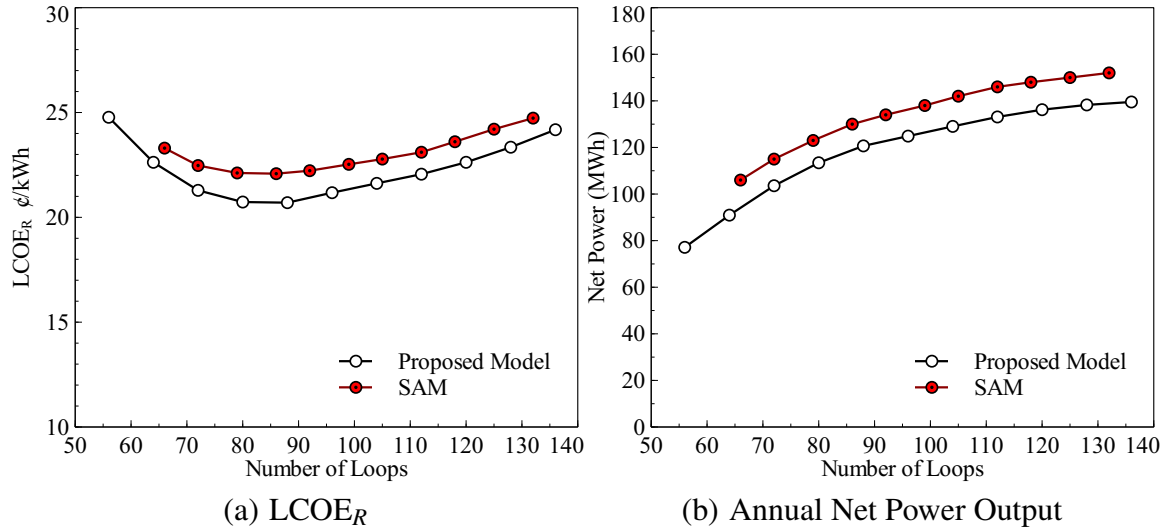 30
25
20
15
10
LCOE_R ¢/kWh
50 60 70 80 90 100 110 120 130 140
Number of Loops
Proposed Model
SAM
(a) LCOE_R
180
160
140
120
100
80
60
40
20
0
Net Power (MWh)
50 60 70 80 90 100 110 120 130 140
Number of Loops
Proposed Model
SAM
(b) Annual Net Power Output